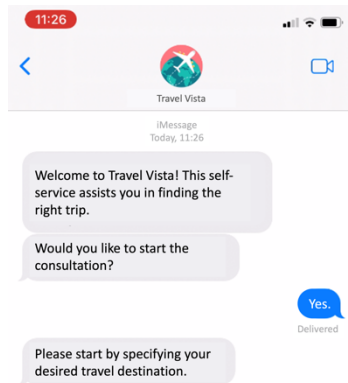 11:26
Travel Vista
iMessage
Today, 11:26
Welcome to Travel Vista! This self-
service assists you in finding the
right trip.
Would you like to start the
consultation?
Yes.
Delivered
Please start by specifying your
desired travel destination.